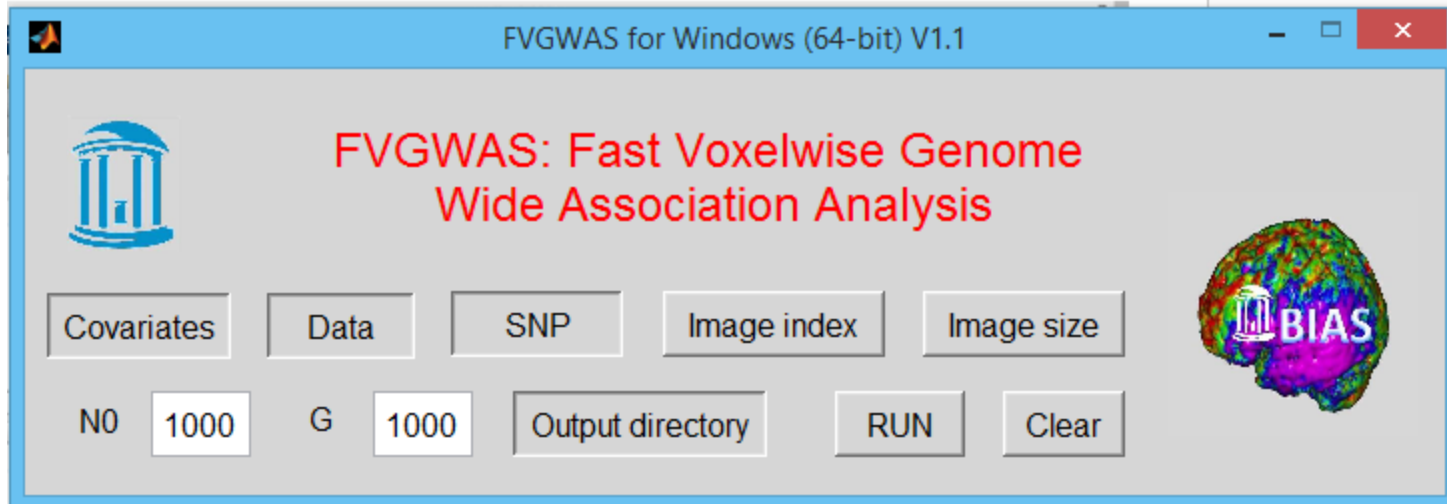 FVGWAS for Windows (64-bit) V1.1
FVGWAS: Fast Voxelwise Genome
Wide Association Analysis
Covariates Data SNP Image index Image size
BIAS
N0 1000 G 1000 Output directory RUN Clear